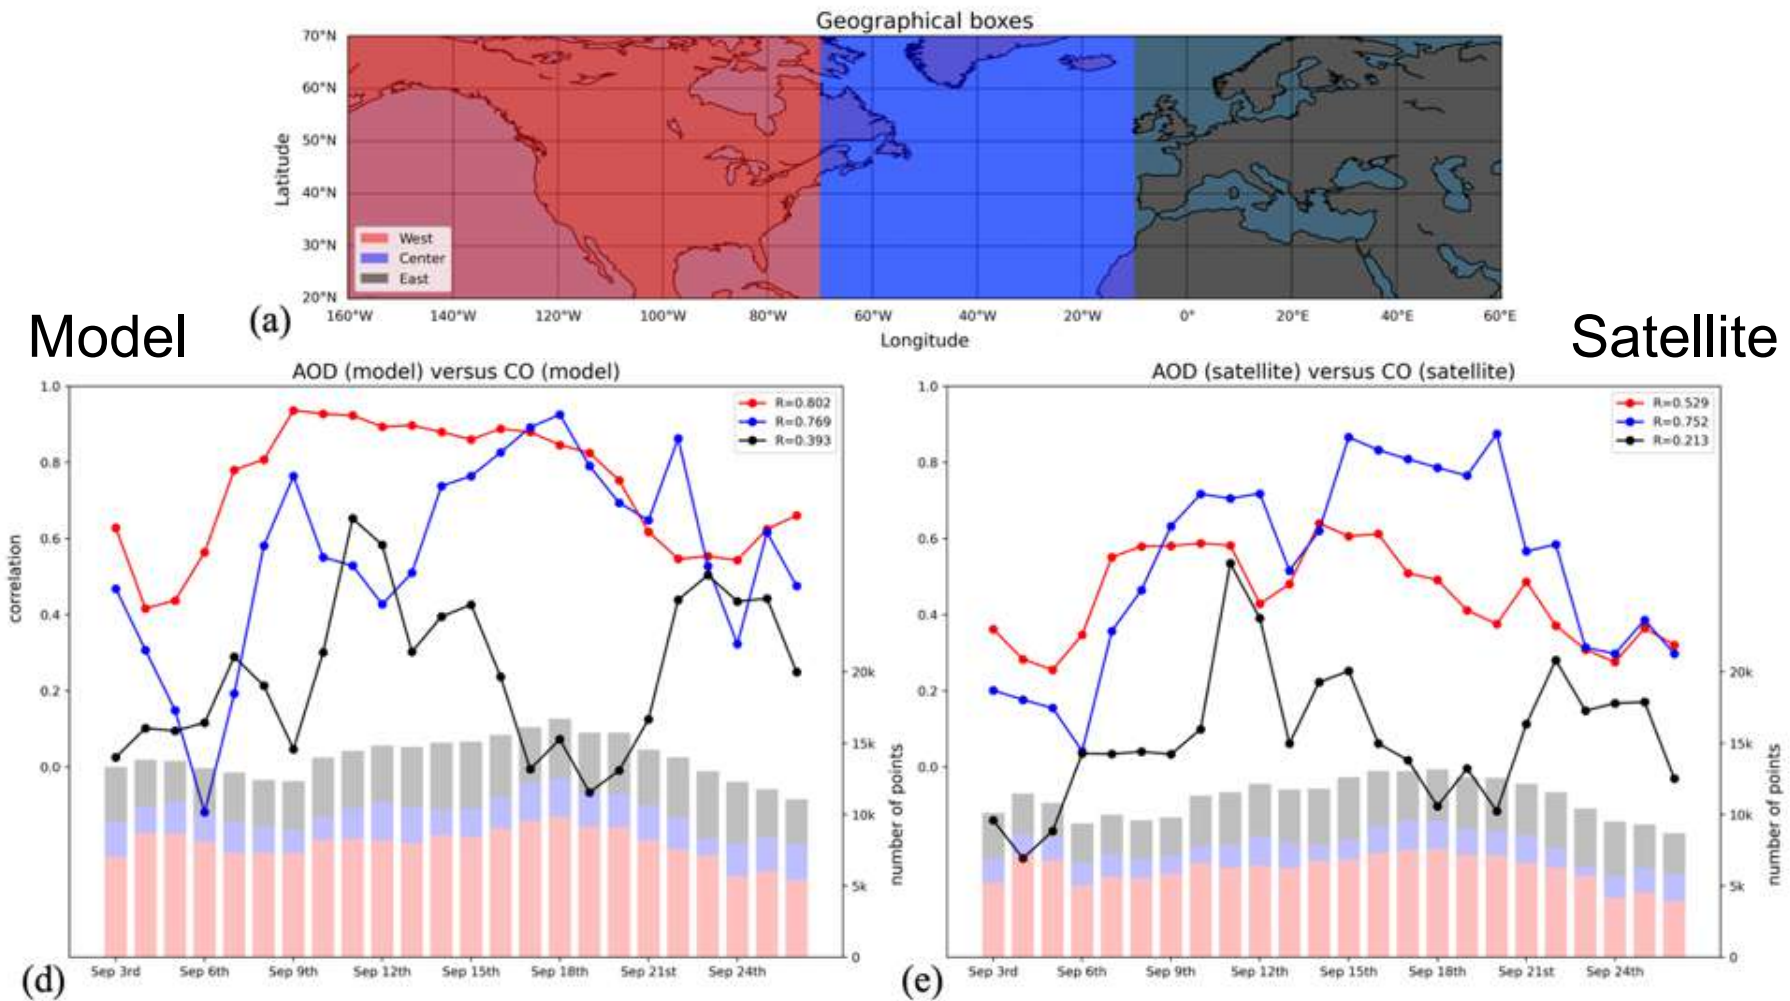 Geographical boxes
70°N
60°N
50°N
40°N
30°N
20°N
Latitude
West
Center
East
160°W 140°W 120°W 100°W 80°W 60°W 40°W 20°W 0° 20°E 40°E 60°E
Longitude
(a)
Model
Satellite
AOD (model) versus CO (model)
R=0.802
R=0.769
R=0.393
1.0
0.8
0.6
0.4
0.2
0.0
correlation
20k
15k
10k
5k
0
number of points
Sep 3rd Sep 6th Sep 9th Sep 12th Sep 15th Sep 18th Sep 21st Sep 24th
(d)
AOD (satellite) versus CO (satellite)
R=0.529
R=0.752
R=0.213
1.0
0.8
0.6
0.4
0.2
0.0
20k
15k
10k
5k
0
number of points
Sep 3rd Sep 6th Sep 9th Sep 12th Sep 15th Sep 18th Sep 21st Sep 24th
(e)